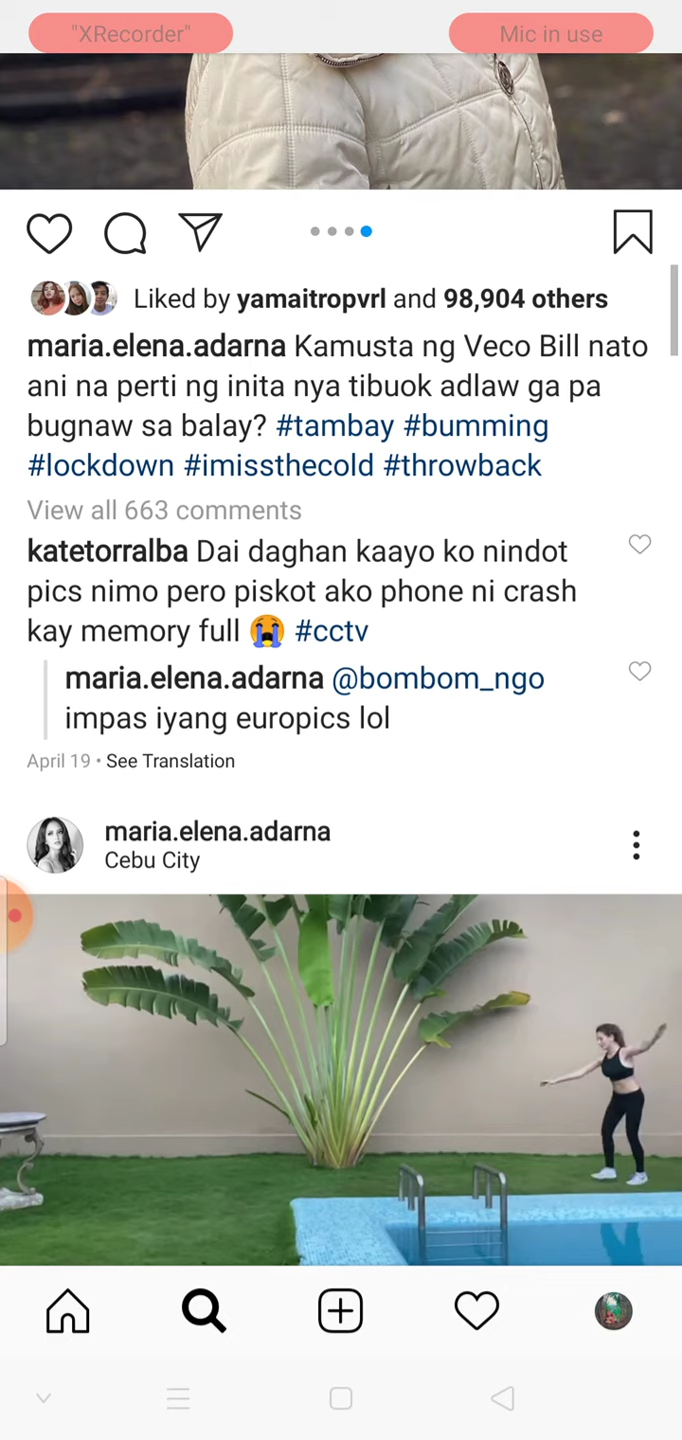 "XRecorder"
Mic in use
Liked by yamaitropvrl and 98,904 others
maria.elena.adarna Kamusta ng Veco Bill nato
ani na perti ng inita nya tibuok adlaw ga pa
bugnaw sa balay? #tambay #bumming
#lockdown #imissthecold #throwback
View all 663 comments
katetorralba Dai daghan kaayo ko nindot
pics nimo pero piskot ako phone ni crash
kay memory full 😭 #cctv
maria.elena.adarna @bombom_ngo
impas iyang europics lol
April 19 • See Translation
maria.elena.adarna
Cebu City